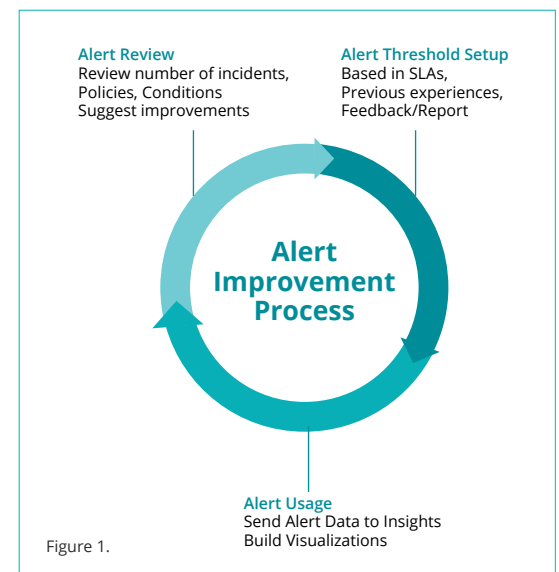 Alert Review
Review number of incidents,
Policies, Conditions
Suggest improvements
Alert Threshold Setup
Based in SLAs,
Previous experiences,
Feedback/Report
Alert
Improvement
Process
Alert Usage
Send Alert Data to Insights
Build Visualizations
Figure 1.